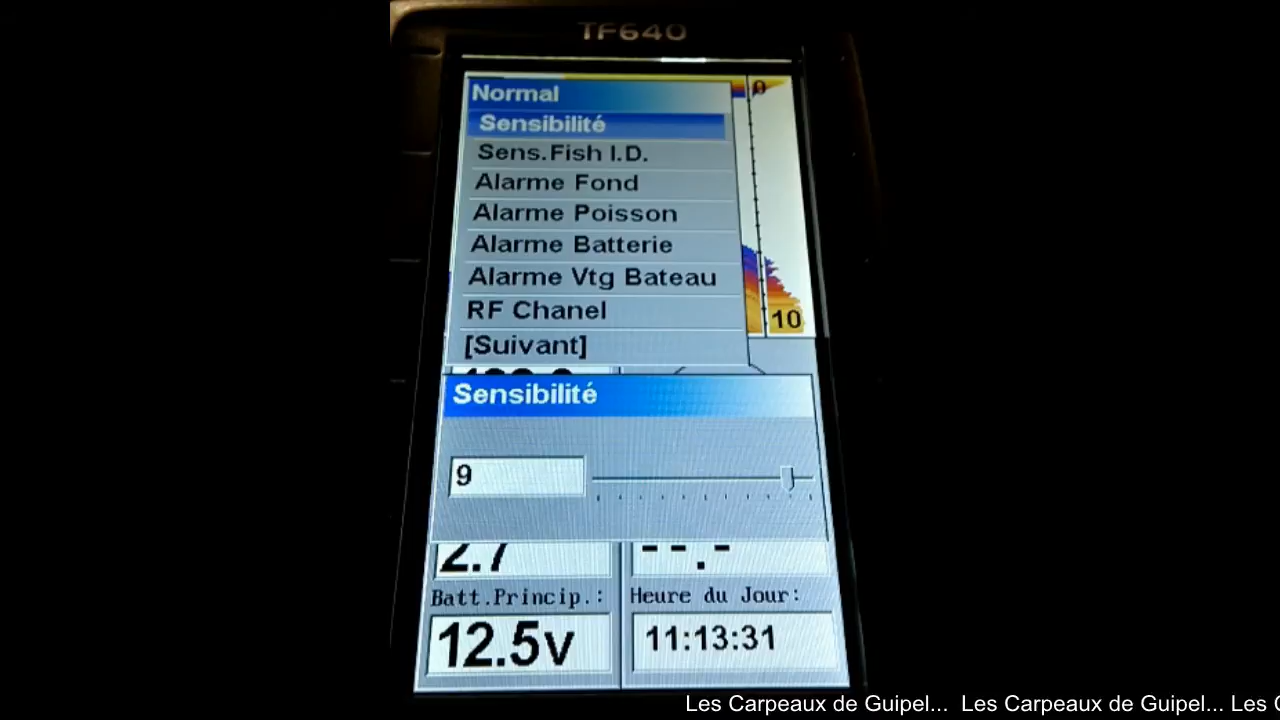 TF640
Normal
0
Sensibilité
Sens.Fish I.D.
Alarme Fond
Alarme Poisson
Alarme Batterie
Alarme Vtg Bateau
RF Chanel
10
[Suivant]
Sensibilité
9
2.7 --.-
Batt.Princip.: Heure du Jour:
12.5v 11:13:31
Les Carpeaux de Guipel... Les Carpeaux de Guipel... Les